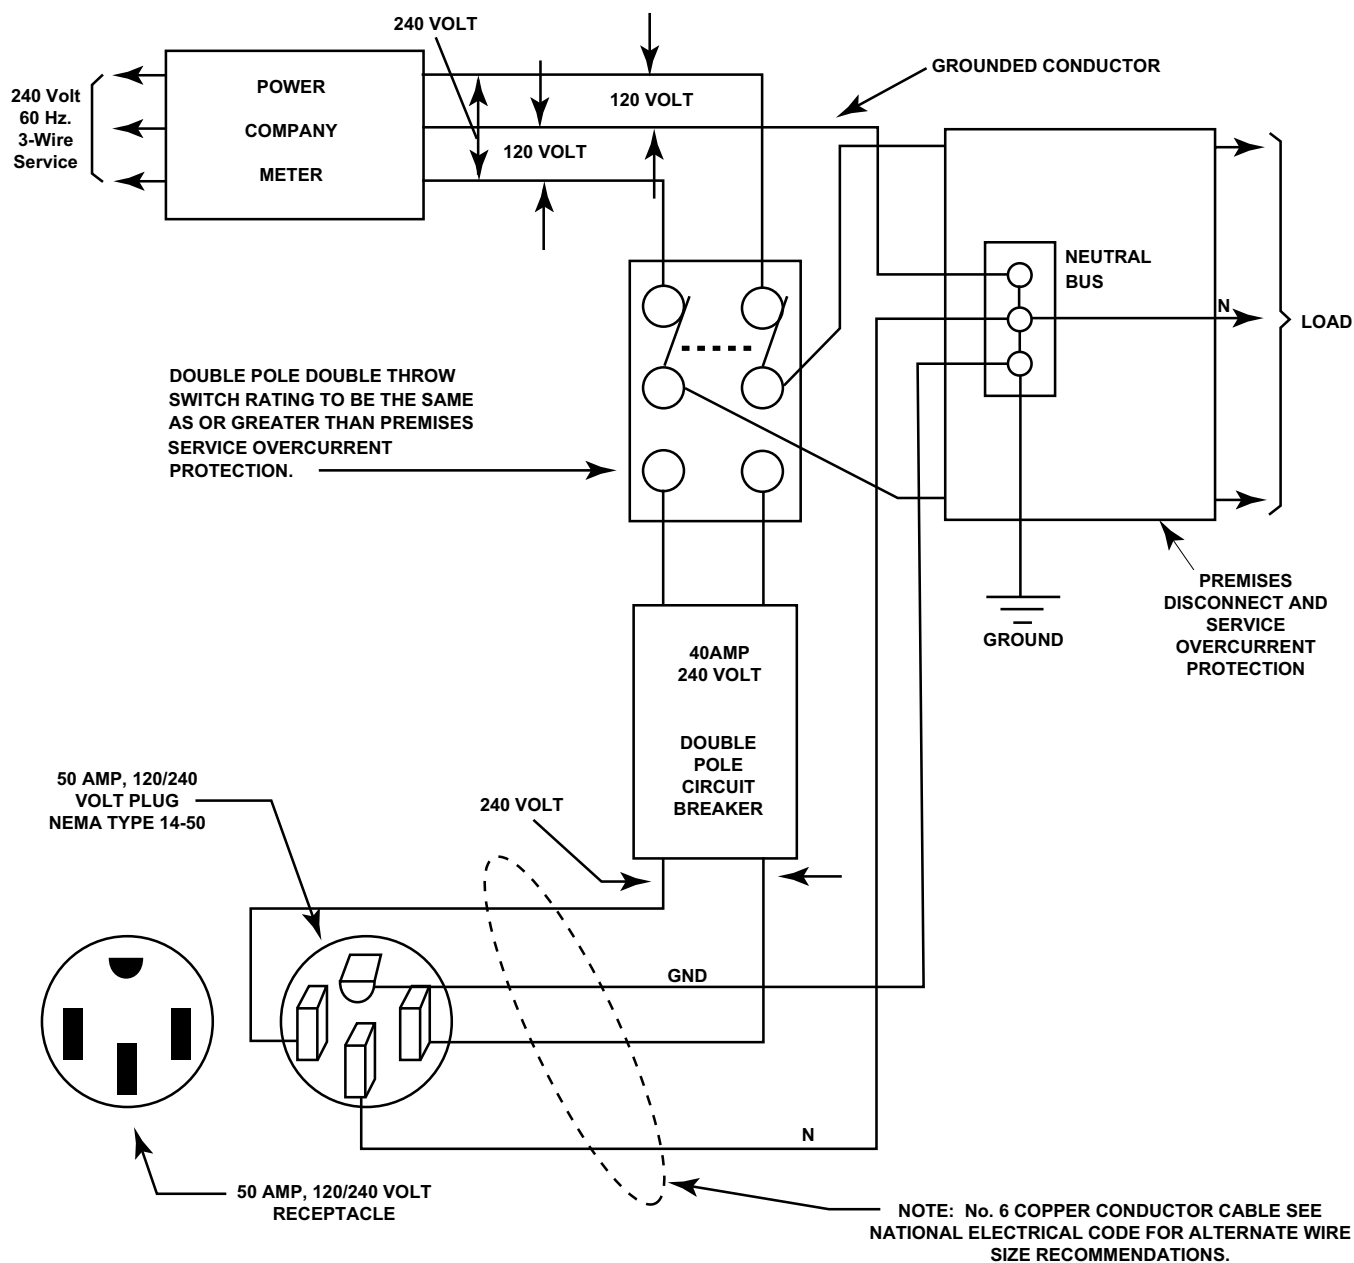 240 VOLT
240 Volt
60 Hz.
3-Wire
Service
POWER
COMPANY
METER
120 VOLT
120 VOLT
GROUNDED CONDUCTOR
NEUTRAL
BUS
N
LOAD
DOUBLE POLE DOUBLE THROW
SWITCH RATING TO BE THE SAME
AS OR GREATER THAN PREMISES
SERVICE OVERCURRENT
PROTECTION.
GROUND
PREMISES
DISCONNECT AND
SERVICE
OVERCURRENT
PROTECTION
40AMP
240 VOLT
DOUBLE
POLE
CIRCUIT
BREAKER
50 AMP, 120/240
VOLT PLUG
NEMA TYPE 14-50
240 VOLT
GND
N
50 AMP, 120/240 VOLT
RECEPTACLE
NOTE: No. 6 COPPER CONDUCTOR CABLE SEE
NATIONAL ELECTRICAL CODE FOR ALTERNATE WIRE
SIZE RECOMMENDATIONS.